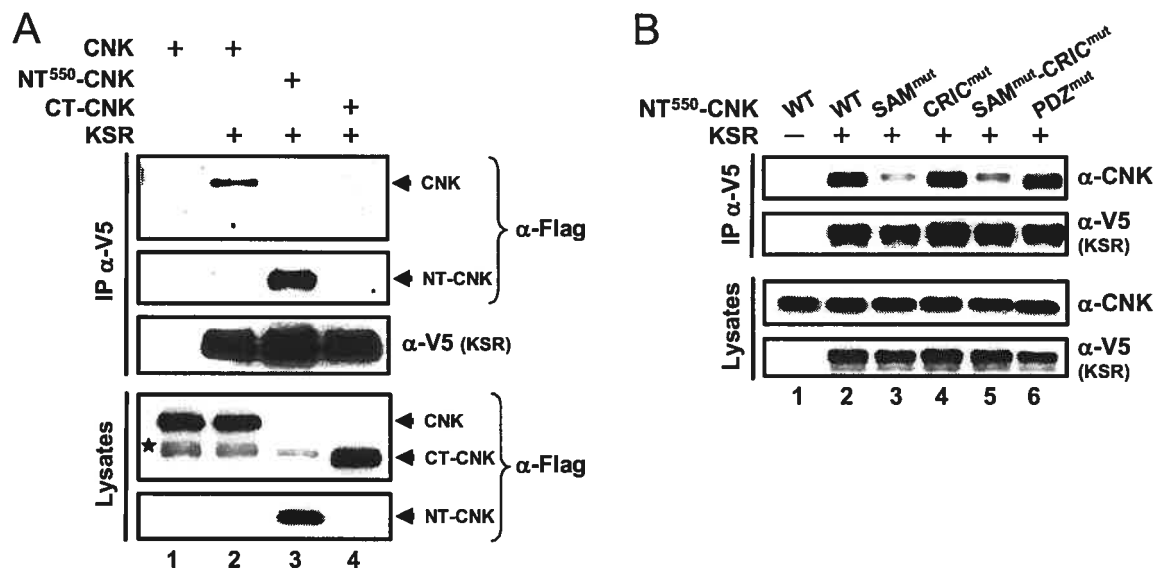 A
CNK + +
NT⁵⁵⁰-CNK +
CT-CNK +
KSR + + +
IP α-V5
CNK
NT-CNK
α-Flag
α-V5 (KSR)
Lysates
★
CNK
CT-CNK
NT-CNK
α-Flag
1 2 3 4
B
NT⁵⁵⁰-CNK WT WT SAMᵐᵘᵗ CRICᵐᵘᵗ SAMᵐᵘᵗ-CRICᵐᵘᵗ PDZᵐᵘᵗ
KSR – + + + + +
IP α-V5
α-CNK
α-V5
(KSR)
Lysates
α-CNK
α-V5
(KSR)
1 2 3 4 5 6